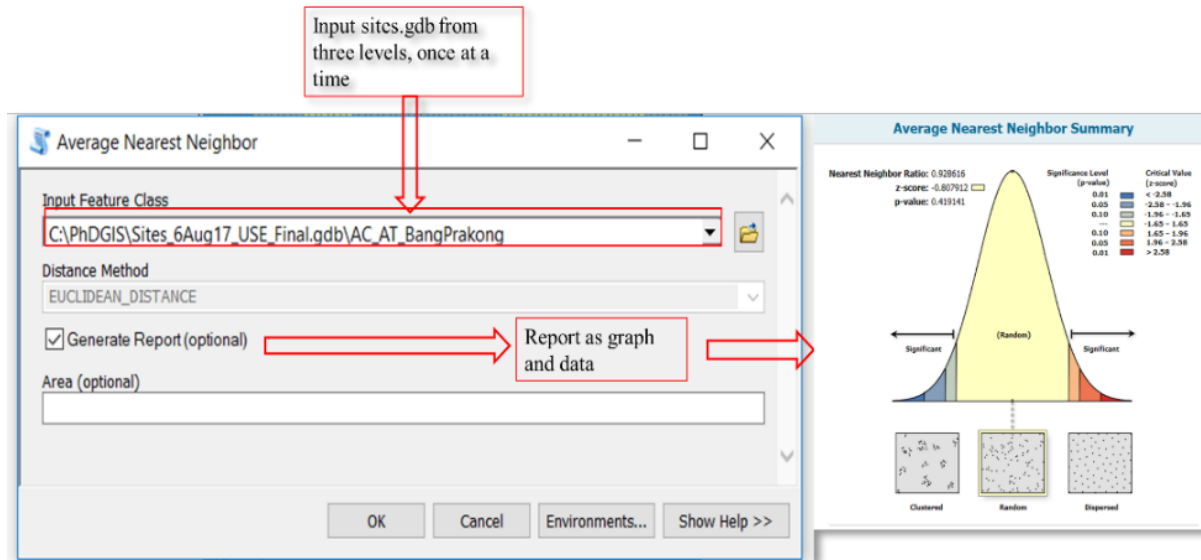 Input sites.gdb from
three levels, once at a
time
Average Nearest Neighbor
Input Feature Class
C:\PhDGIS\Sites_6Aug17_USE_Final.gdb\AC_AT_BangPrakong
Distance Method
EUCLIDEAN_DISTANCE
Generate Report (optional)
Report as graph
and data
Area (optional)
OK
Cancel
Environments...
Show Help >>
Average Nearest Neighbor Summary
Nearest Neighbor Ratio: 0.928616
z-score: -0.807912
p-value: 0.419141
Significance Level Critical Value
(p-value) (z-score)
0.01 < -2.58
0.05 -2.58 - -1.96
0.10 -1.96 - -1.65
--- -1.65 - 1.65
0.10 1.65 - 1.96
0.05 1.96 - 2.58
0.01 > 2.58
(Random)
Significant
Significant
Clustered
Random
Dispersed